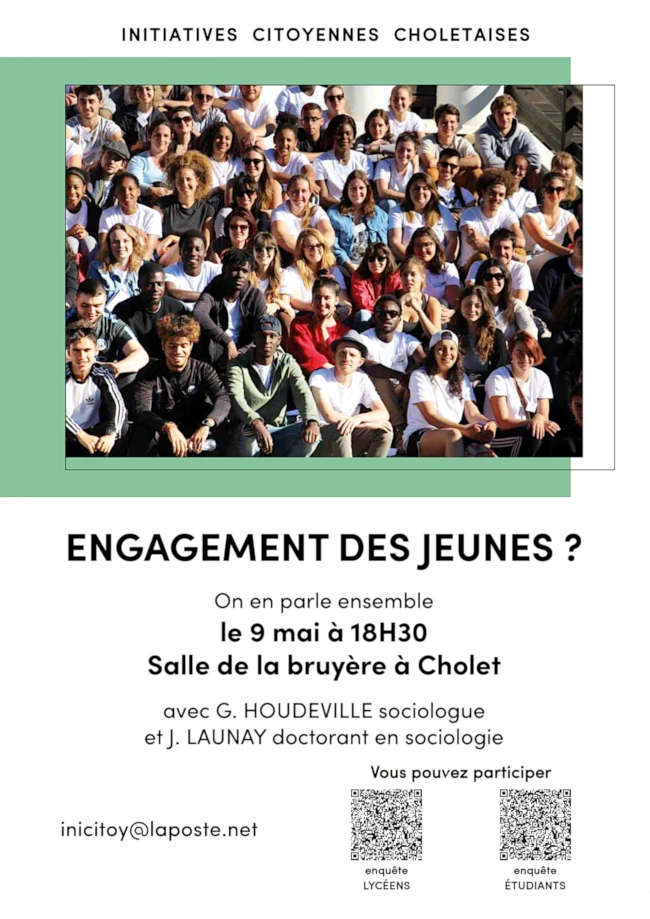 INITIATIVES CITOYENNES CHOLETAISES
ENGAGEMENT DES JEUNES ?
On en parle ensemble
le 9 mai à 18H30
Salle de la bruyère à Cholet
avec G. HOUDEVILLE sociologue
et J. LAUNAY doctorant en sociologie
Vous pouvez participer
inicitoy@laposte.net
enquête
LYCÉENS
enquête
ÉTUDIANTS